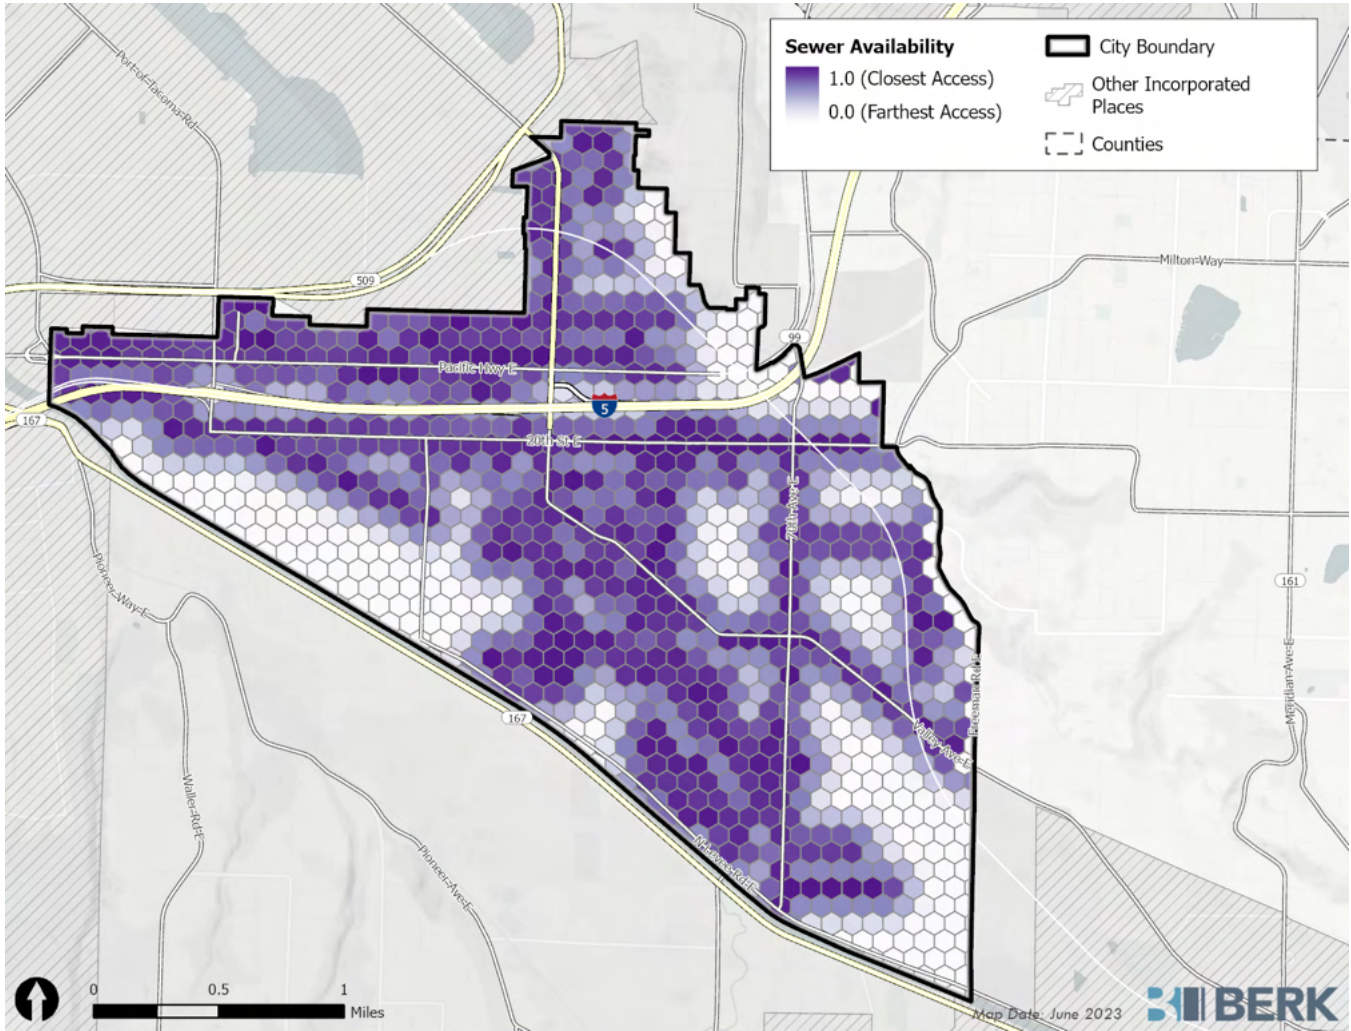 Sewer Availability
1.0 (Closest Access)
0.0 (Farthest Access)
City Boundary
Other Incorporated
Places
Counties
Port-of-Tacoma-Rd
509
99
Milton-Way
Pacific Hwy E
5
167
20th St E
70th Ave E
161
Pioneer-Way-E
Freeman Rd E
Meridian-Ave-E
167
Valley-Ave-E
Waller-Rd-E
Pioneer-Ave-E
0 0.5 1
Miles
Map Date: June 2023
BERK